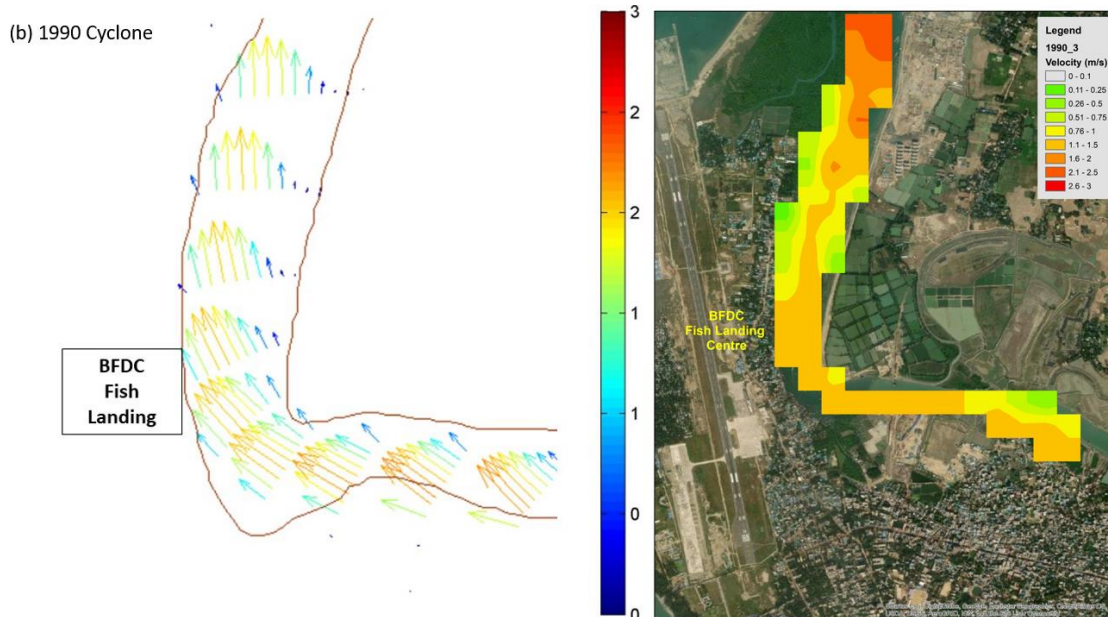 (b) 1990 Cyclone
BFDC
Fish
Landing
3
2
2
1
1
0
0
BFDC
Fish Landing
Centre
Legend
1990_3
Velocity (m/s)
0 - 0.1
0.11 - 0.25
0.26 - 0.5
0.51 - 0.75
0.76 - 1
1.1 - 1.5
1.6 - 2
2.1 - 2.5
2.6 - 3